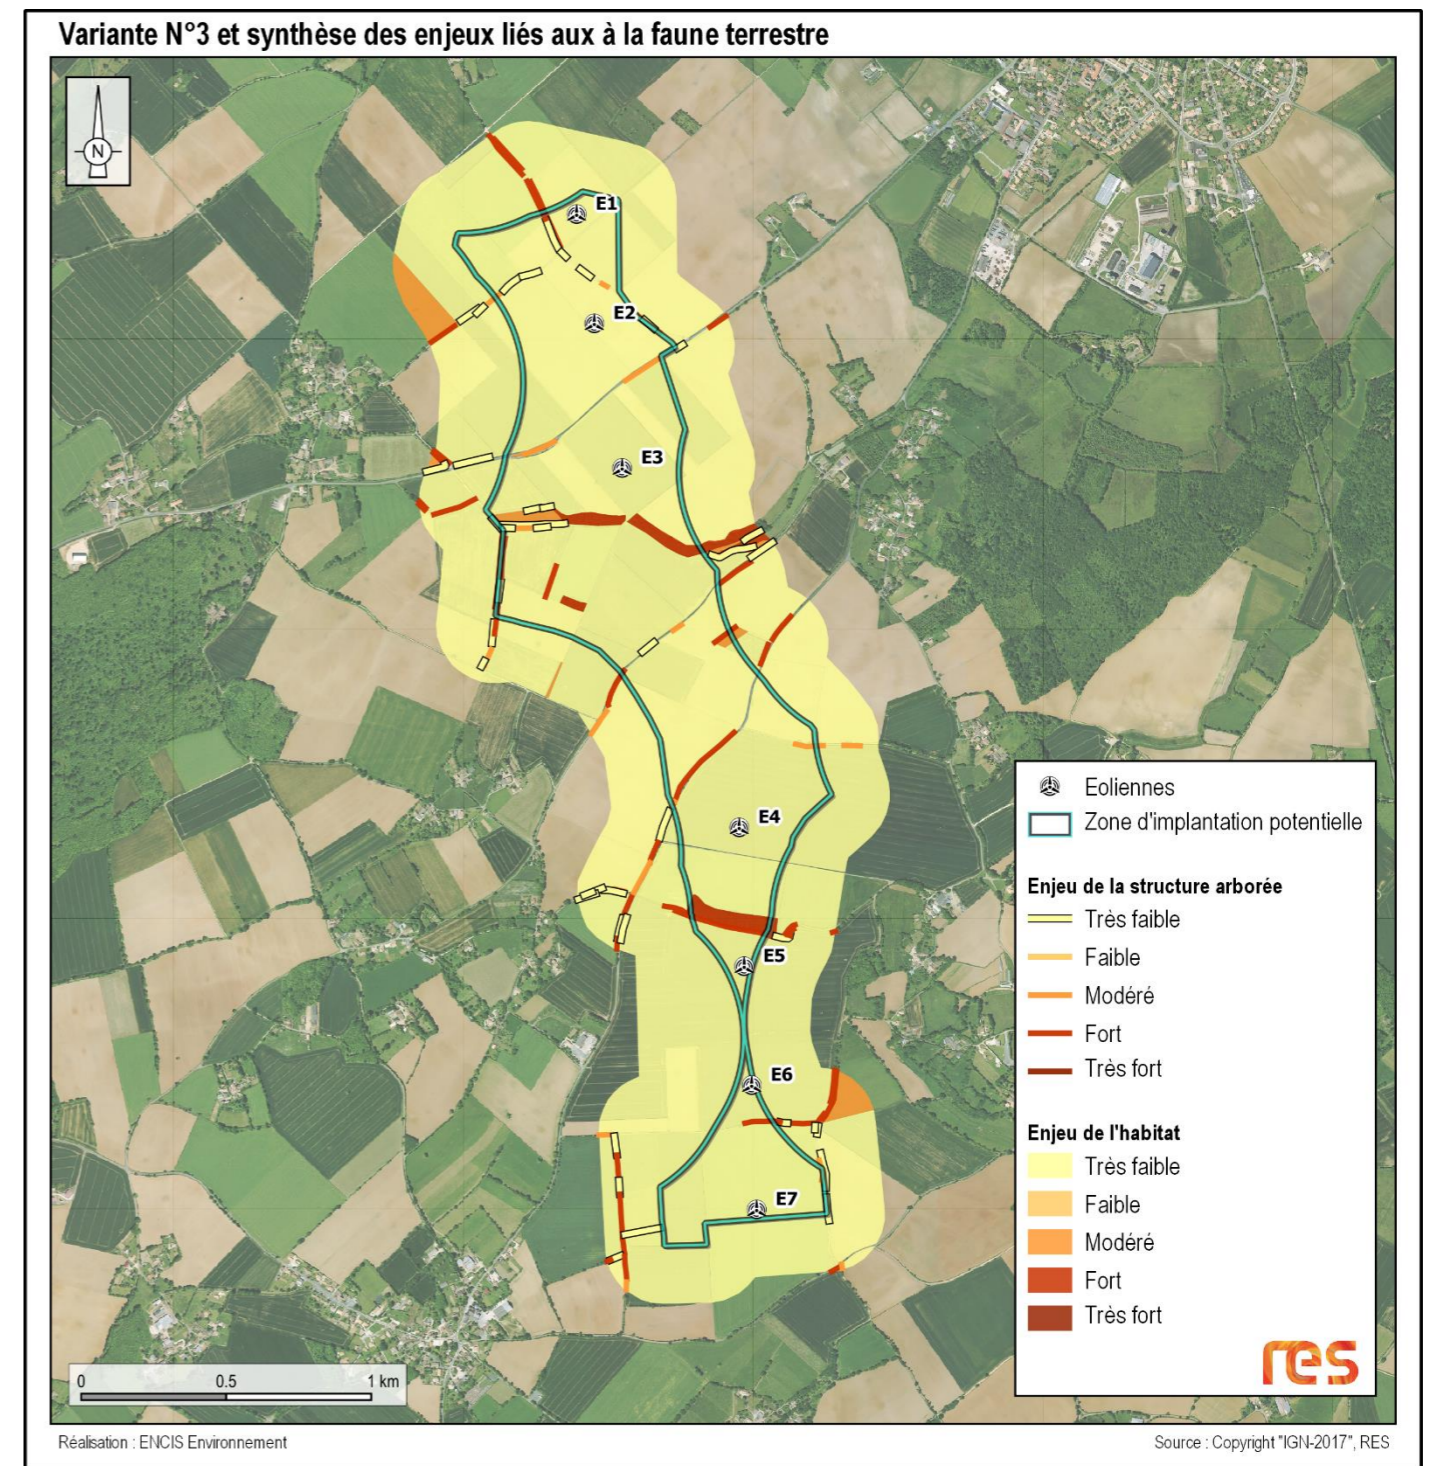 Variante N°3 et synthèse des enjeux liés aux à la faune terrestre
N
E1
E2
E3
E4
E5
E6
E7
Eoliennes
Zone d'implantation potentielle
Enjeu de la structure arborée
Très faible
Faible
Modéré
Fort
Très fort
Enjeu de l'habitat
Très faible
Faible
Modéré
Fort
Très fort
res
0 0.5 1 km
Réalisation : ENCIS Environnement
Source : Copyright "IGN-2017", RES